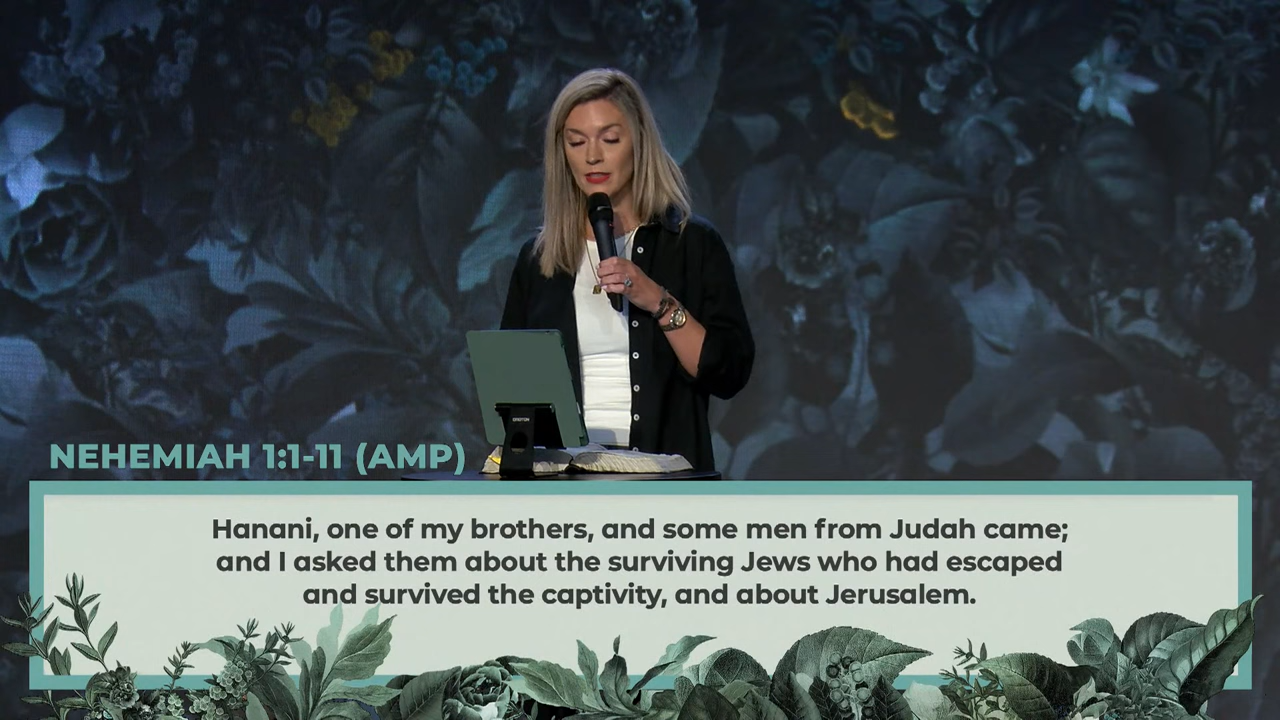 NEHEMIAH 1:1-11 (AMP)
Hanani, one of my brothers, and some men from Judah came;
and I asked them about the surviving Jews who had escaped
and survived the captivity, and about Jerusalem.